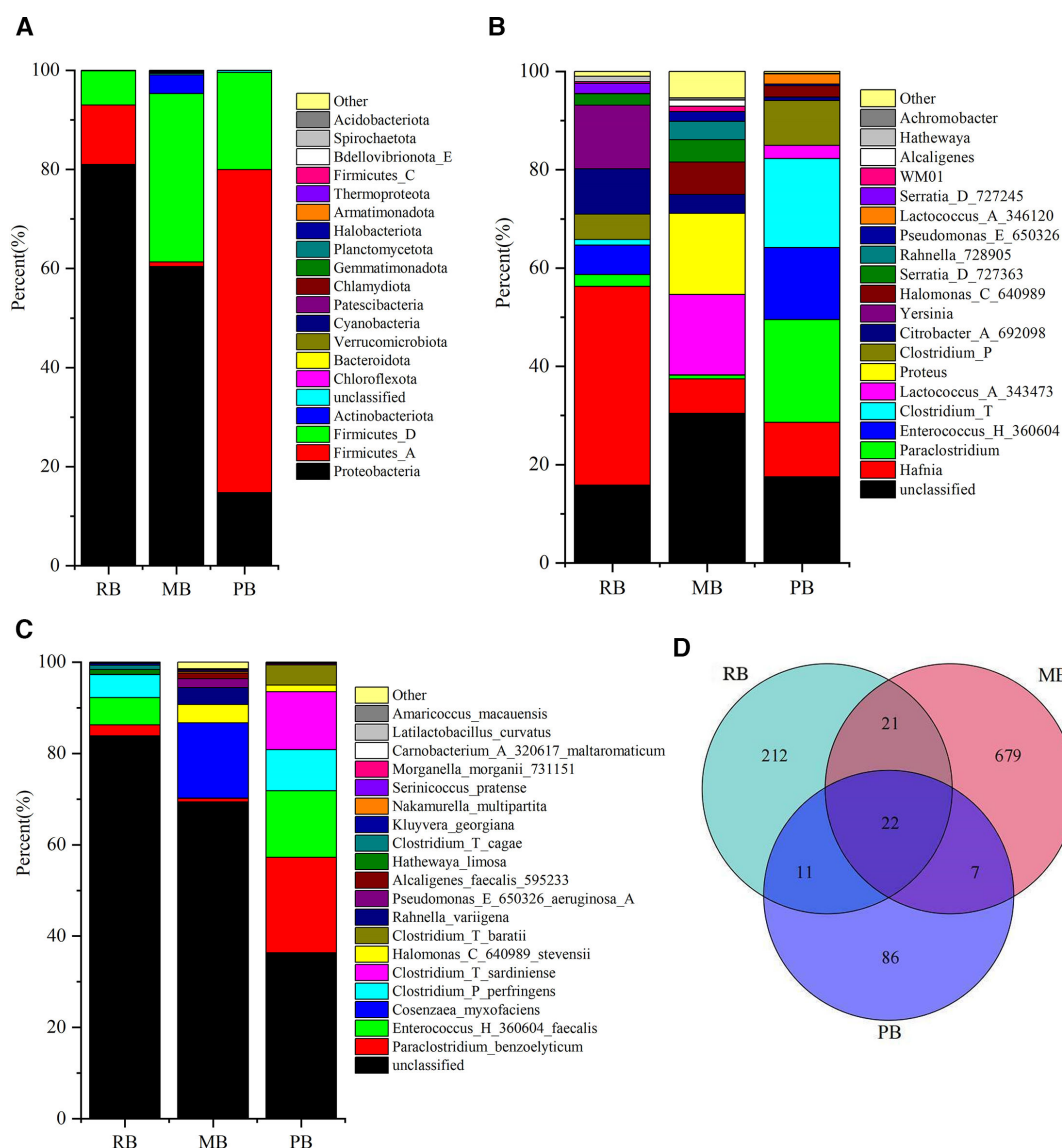 A
Percent(%)
100
80
60
40
20
0
RB
MB
PB
Other
Acidobacteriota
Spirochaetota
Bdellovibrionota_E
Firmicutes_C
Thermoproteota
Armatimonadota
Halobacteriota
Planctomycetota
Gemmatimonadota
Chlamydiota
Patescibacteria
Cyanobacteria
Verrucomicrobiota
Bacteroidota
Chloroflexota
unclassified
Actinobacteriota
Firmicutes_D
Firmicutes_A
Proteobacteria
B
Percent(%)
100
80
60
40
20
0
RB
MB
PB
Other
Achromobacter
Hathewaya
Alcaligenes
WM01
Serratia_D_727245
Lactococcus_A_346120
Pseudomonas_E_650326
Rahnella_728905
Serratia_D_727363
Halomonas_C_640989
Yersinia
Citrobacter_A_692098
Clostridium_P
Proteus
Lactococcus_A_343473
Clostridium_T
Enterococcus_H_360604
Paraclostridium
Hafnia
unclassified
C
Percent(%)
100
80
60
40
20
0
RB
MB
PB
Other
Amaricoccus_macauensis
Latilactobacillus_curvatus
Carnobacterium_A_320617_maltaromaticum
Morganella_morganii_731151
Serinicoccus_pratense
Nakamurella_multipartita
Kluyvera_georgiana
Clostridium_T_cagae
Hathewaya_limosa
Alcaligenes_faecalis_595233
Pseudomonas_E_650326_aeruginosa_A
Rahnella_variigena
Clostridium_T_baratii
Halomonas_C_640989_stevensii
Clostridium_T_sardiniense
Clostridium_P_perfringens
Cosenzaea_myxofaciens
Enterococcus_H_360604_faecalis
Paraclostridium_benzoelyticum
unclassified
D
RB
MB
21
212
679
22
11
7
86
PB